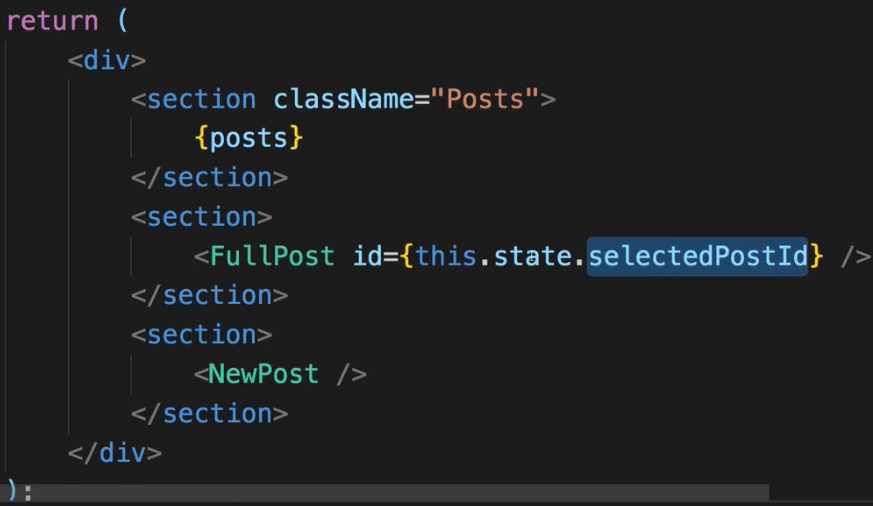 return (
<div>
<section className="Posts">
{posts}
</section>
<section>
<FullPost id={this.state.selectedPostId} />
</section>
<section>
<NewPost />
</section>
</div>
);